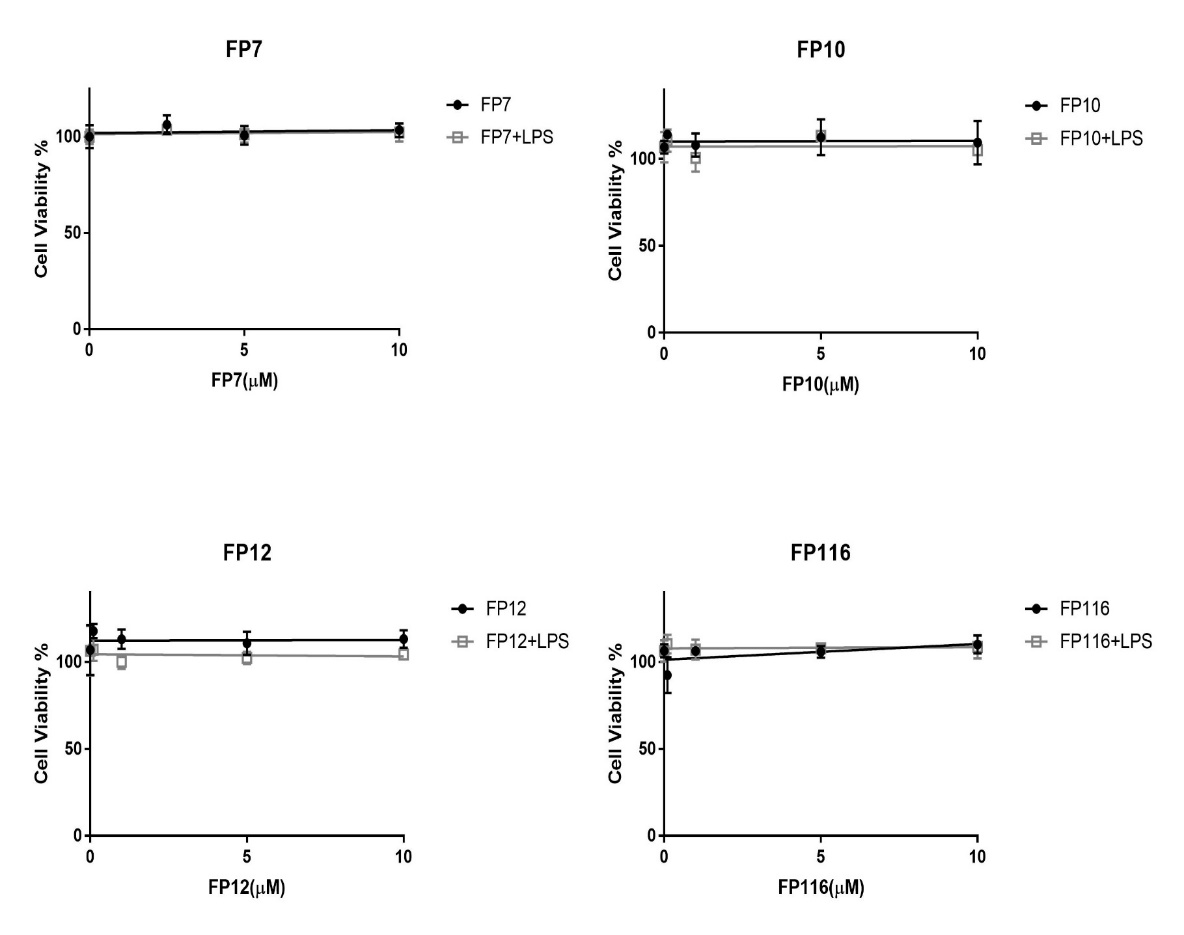 FP7
FP7
FP7+LPS
Cell Viability %
100
50
0
0 5 10
FP7(μM)
FP10
FP10
FP10+LPS
Cell Viability %
100
50
0
0 5 10
FP10(μM)
FP12
FP12
FP12+LPS
Cell Viability %
100
50
0
0 5 10
FP12(μM)
FP116
FP116
FP116+LPS
Cell Viability %
100
50
0
0 5 10
FP116(μM)